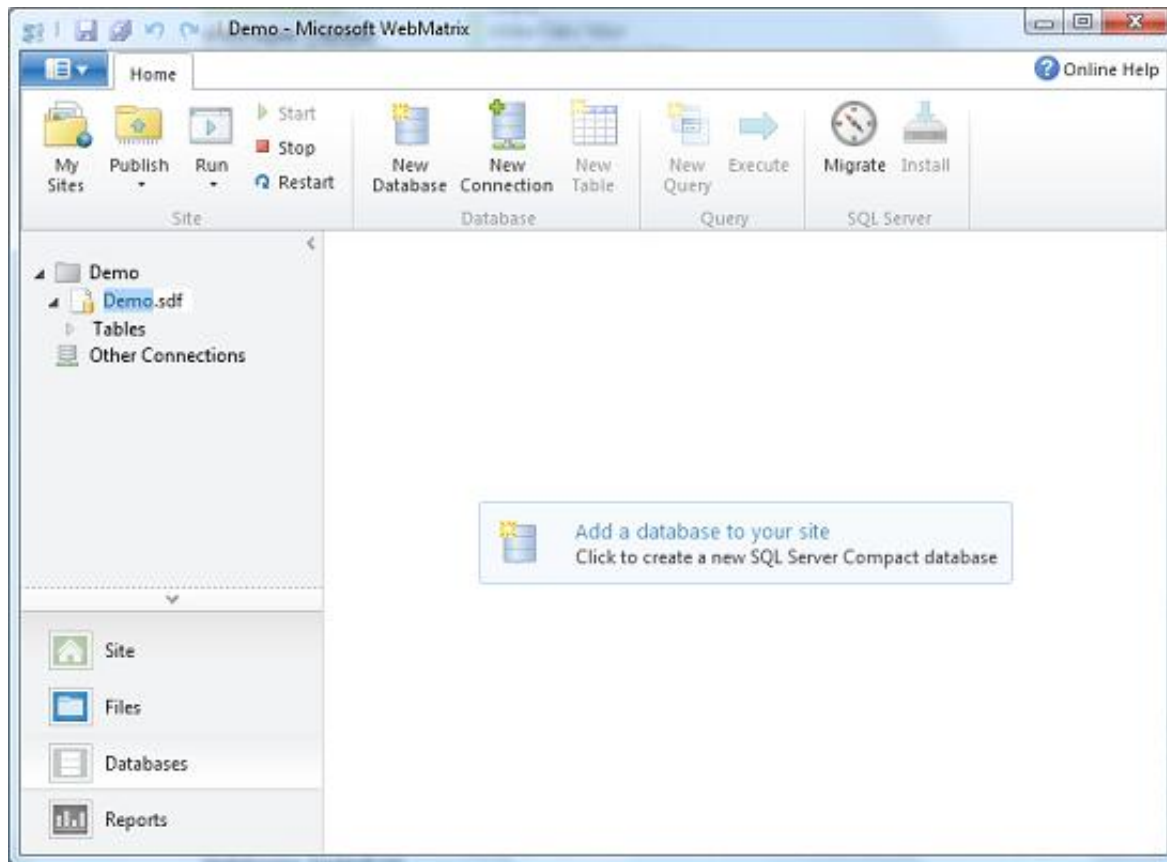 Demo - Microsoft WebMatrix
Home
Online Help
My Sites
Publish
Run
Start
Stop
Restart
New Database
New Connection
New Table
New Query
Execute
Migrate
Install
Site
Database
Query
SQL Server
Demo
Demo.sdf
Tables
Other Connections
Add a database to your site
Click to create a new SQL Server Compact database
Site
Files
Databases
Reports